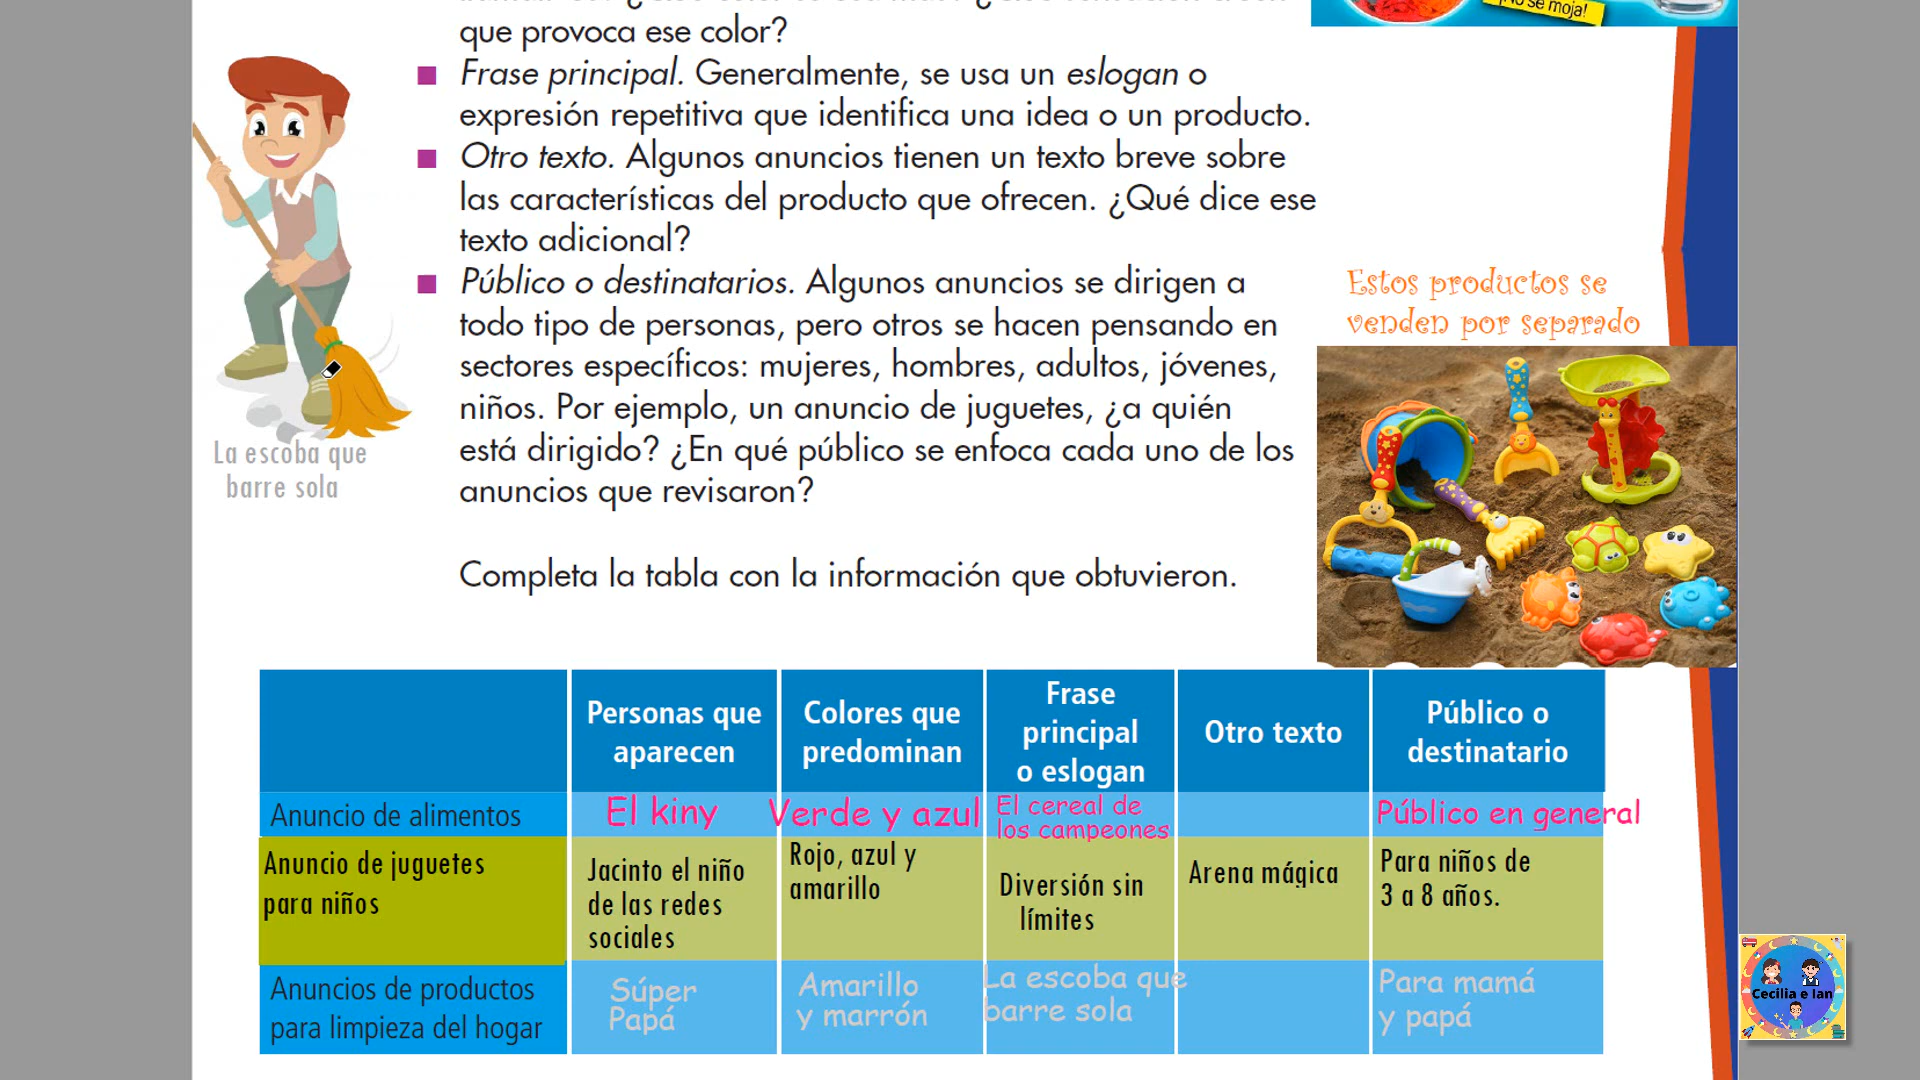 que provoca ese color?
¡No se moja!
Frase principal. Generalmente, se usa un eslogan o
expresión repetitiva que identifica una idea o un producto.
Otro texto. Algunos anuncios tienen un texto breve sobre
las características del producto que ofrecen. ¿Qué dice ese
texto adicional?
Público o destinatarios. Algunos anuncios se dirigen a
todo tipo de personas, pero otros se hacen pensando en
sectores específicos: mujeres, hombres, adultos, jóvenes,
niños. Por ejemplo, un anuncio de juguetes, ¿a quién
está dirigido? ¿En qué público se enfoca cada uno de los
anuncios que revisaron?
La escoba que
barre sola
Estos productos se
venden por separado
Completa la tabla con la información que obtuvieron.
Personas que
aparecen
Colores que
predominan
Frase
principal
o eslogan
Otro texto
Público o
destinatario
Anuncio de alimentos
El kiny
Verde y azul
El cereal de
los campeones
Público en general
Anuncio de juguetes
para niños
Jacinto el niño
de las redes
sociales
Rojo, azul y
amarillo
Diversión sin
límites
Arena mágica
Para niños de
3 a 8 años.
Anuncios de productos
para limpieza del hogar
Súper
Papá
Amarillo
y marrón
La escoba que
barre sola
Para mamá
y papá
Cecilia e Ian